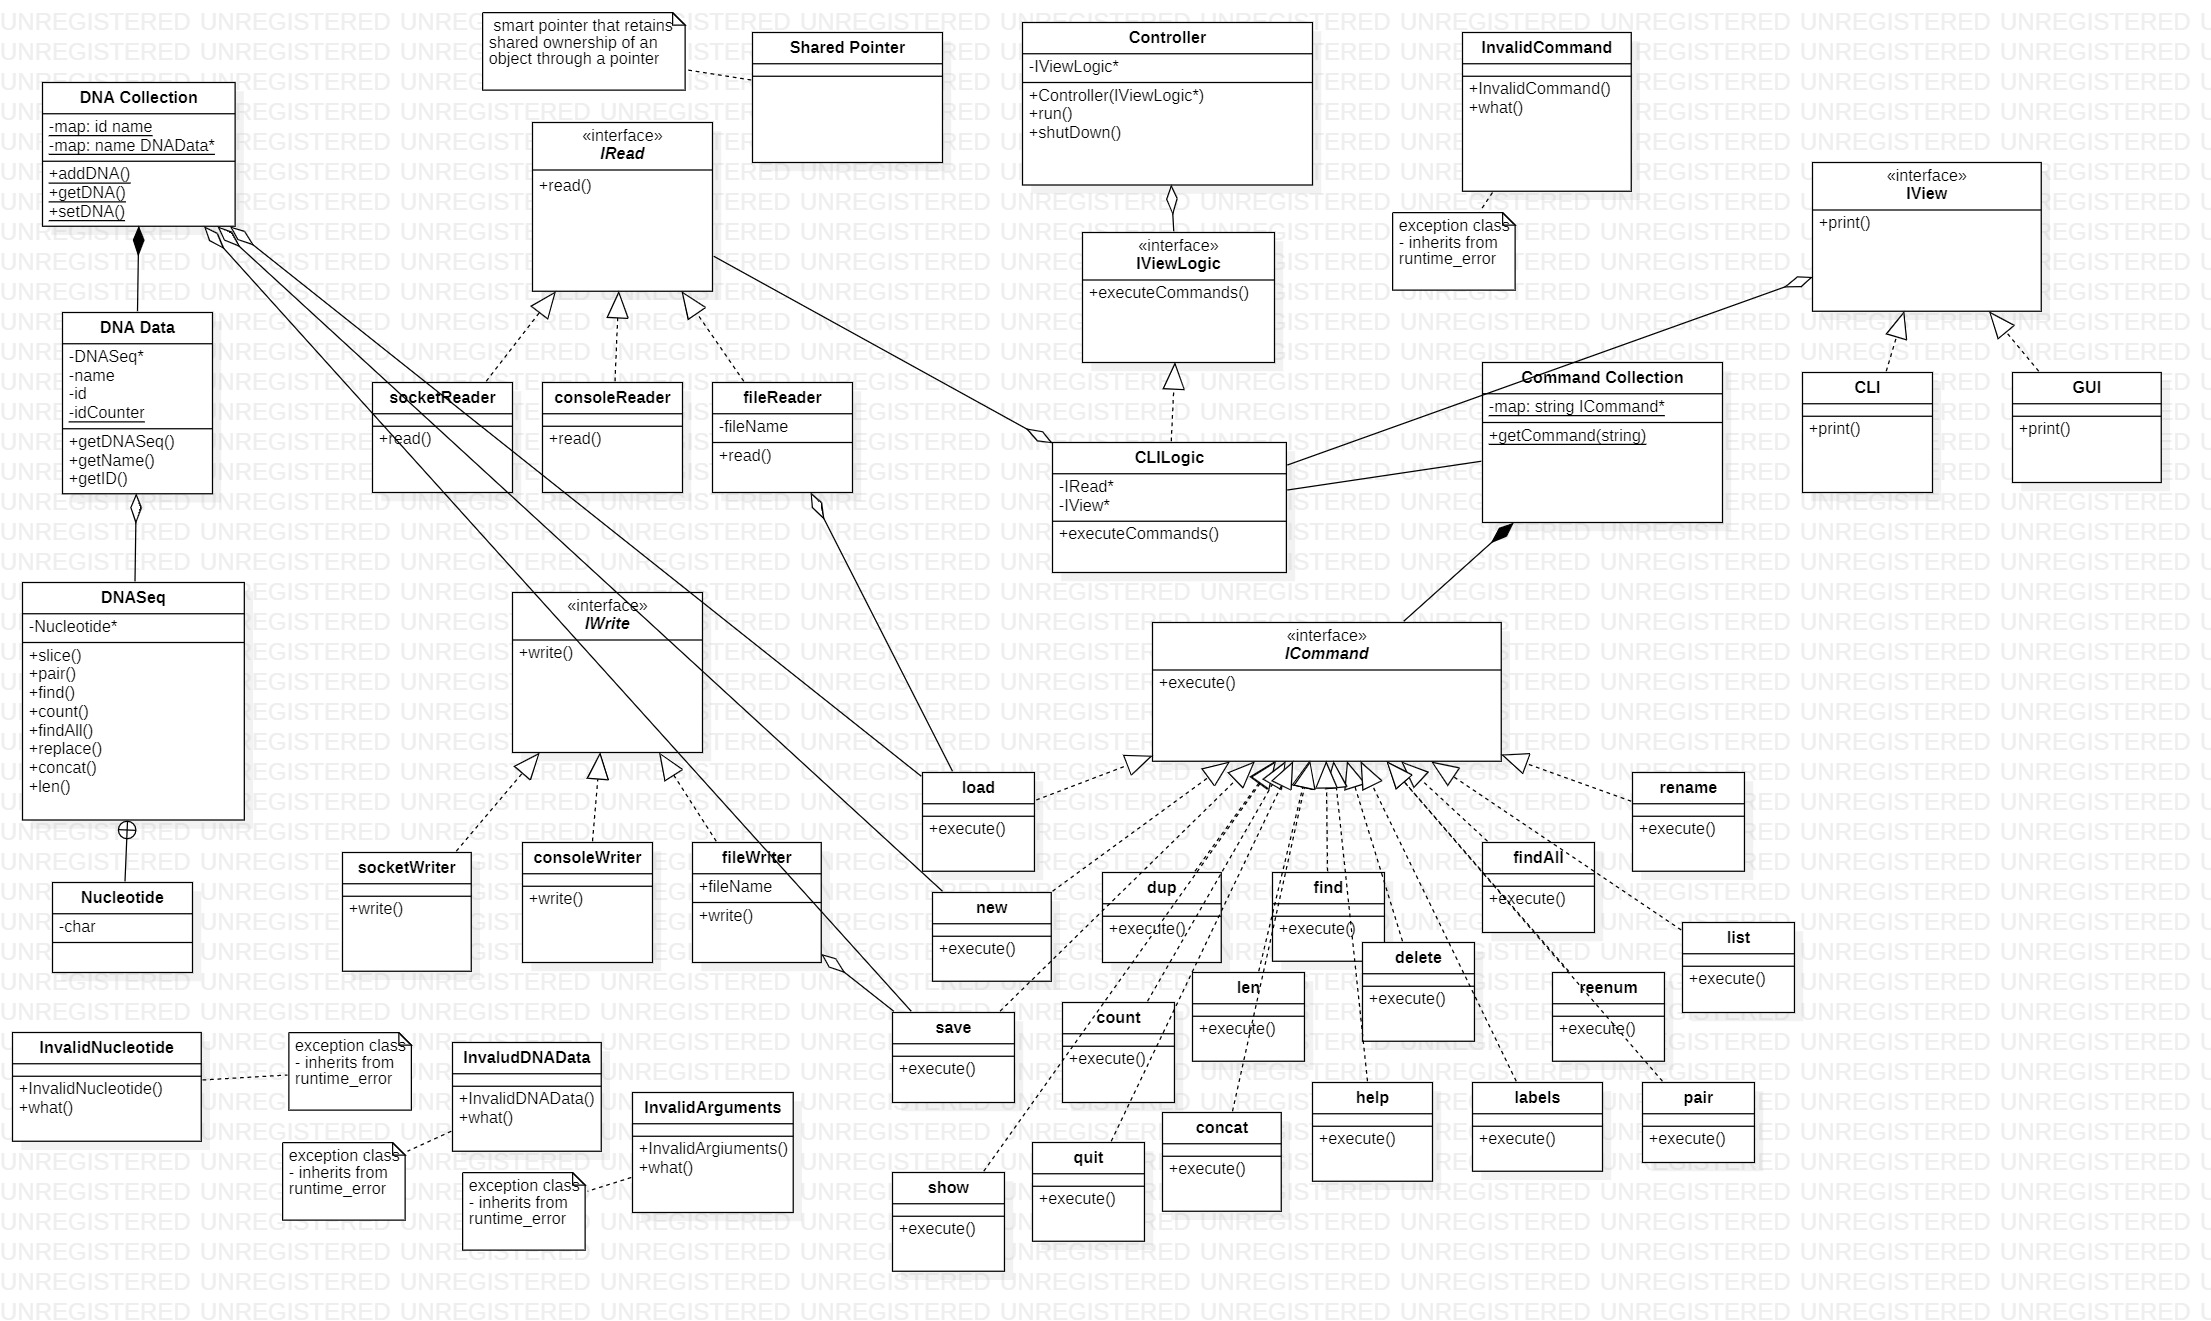 UNREGISTERED
smart pointer that retains
shared ownership of an
object through a pointer
Shared Pointer
Controller
-IViewLogic*
+Controller(IViewLogic*)
+run()
+shutDown()
InvalidCommand
+InvalidCommand()
+what()
exception class
- inherits from
runtime_error
DNA Collection
-map: id name
-map: name DNAData*
+addDNA()
+getDNA()
+setDNA()
«interface»
IRead
+read()
«interface»
IViewLogic
+executeCommands()
«interface»
IView
+print()
DNA Data
-DNASeq*
-name
-id
-idCounter
+getDNASeq()
+getName()
+getID()
socketReader
+read()
consoleReader
+read()
fileReader
-fileName
+read()
CLILogic
-IRead*
-IView*
+executeCommands()
Command Collection
-map: string ICommand*
+getCommand(string)
CLI
+print()
GUI
+print()
DNASeq
-Nucleotide*
+slice()
+pair()
+find()
+count()
+findAll()
+replace()
+concat()
+len()
«interface»
IWrite
+write()
«interface»
ICommand
+execute()
Nucleotide
-char
socketWriter
+write()
consoleWriter
+write()
fileWriter
+fileName
+write()
load
+execute()
new
+execute()
save
+execute()
dup
+execute()
find
+execute()
findAll
+execute()
rename
+execute()
list
+execute()
delete
+execute()
len
+execute()
reenum
+execute()
count
+execute()
help
+execute()
labels
+execute()
pair
+execute()
concat
+execute()
quit
+execute()
show
+execute()
InvalidNucleotide
+InvalidNucleotide()
+what()
exception class
- inherits from
runtime_error
InvaludDNAData
+InvalidDNAData()
+what()
exception class
- inherits from
runtime_error
InvalidArguments
+InvalidArgiuments()
+what()
exception class
- inherits from
runtime_error